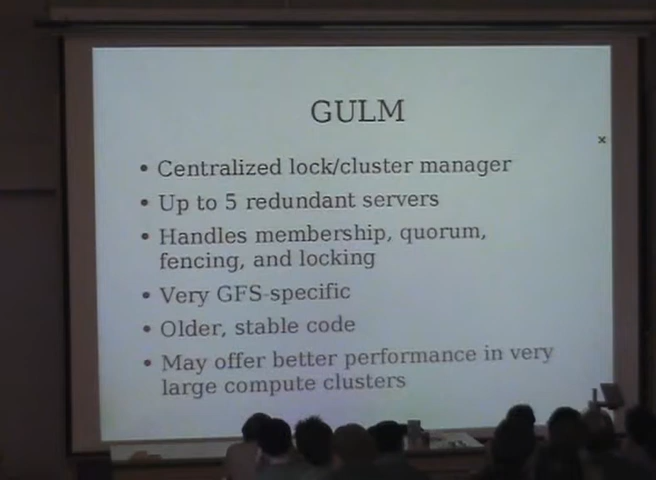 GULM
• Centralized lock/cluster manager
• Up to 5 redundant servers
• Handles membership, quorum,
fencing, and locking
• Very GFS-specific
• Older, stable code
• May offer better performance in very
large compute clusters